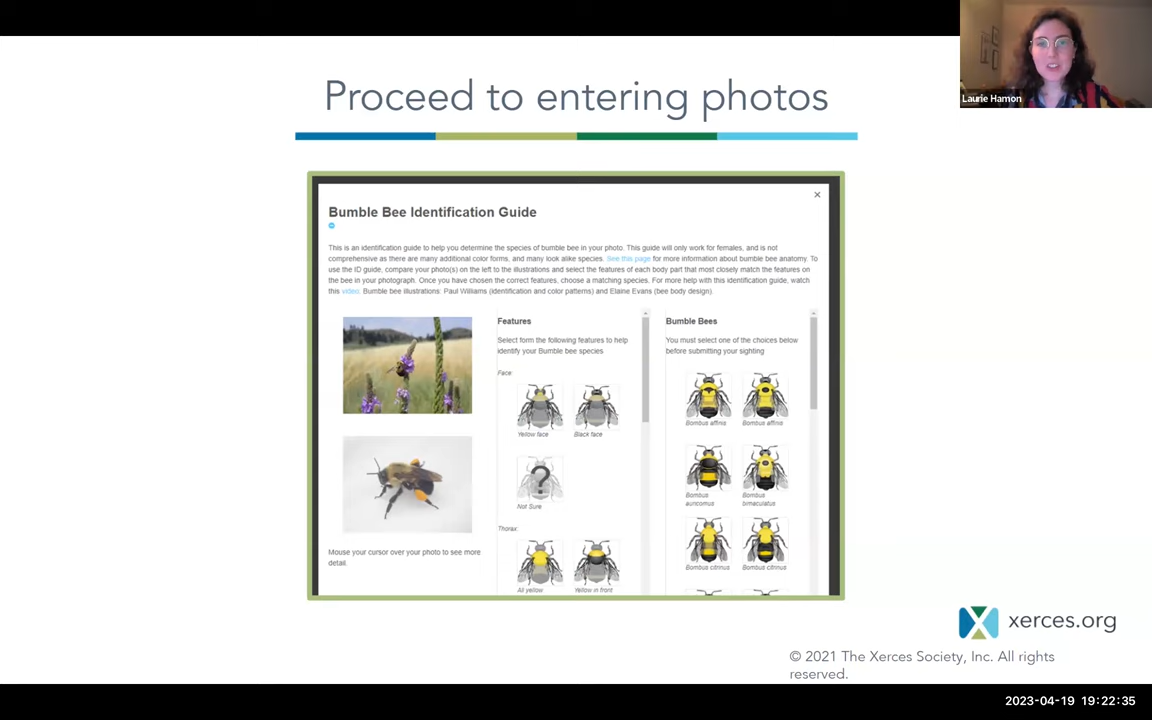 Laurie Hamon
Proceed to entering photos
Bumble Bee Identification Guide
This is an identification guide to help you determine the species of bumble bee in your photo. This guide will only work for females, and is not
comprehensive as there are many additional color forms, and many look alike species. See this page for more information about bumble bee anatomy. To
use the ID guide, compare your photo(s) on the left to the illustrations and select the features of each body part that most closely match the features on
the bee in your photograph. Once you have chosen the correct features, choose a matching species. For more help with this identification guide, watch
this video. Bumble bee illustrations: Paul Williams (identification and color patterns) and Elaine Evans (bee body design).
Mouse your cursor over your photo to see more
detail.
Features
Select form the following features to help
identify your Bumble bee species
Face:
Yellow face
Black face
Not Sure
Thorax:
All yellow
Yellow in front
Bumble Bees
You must select one of the choices below
before submitting your sighting
Bombus affinis
Bombus affinis
Bombus
auricomus
Bombus
bimaculatus
Bombus citrinus
Bombus citrinus
xerces.org
© 2021 The Xerces Society, Inc. All rights
reserved.
2023-04-19 19:22:35